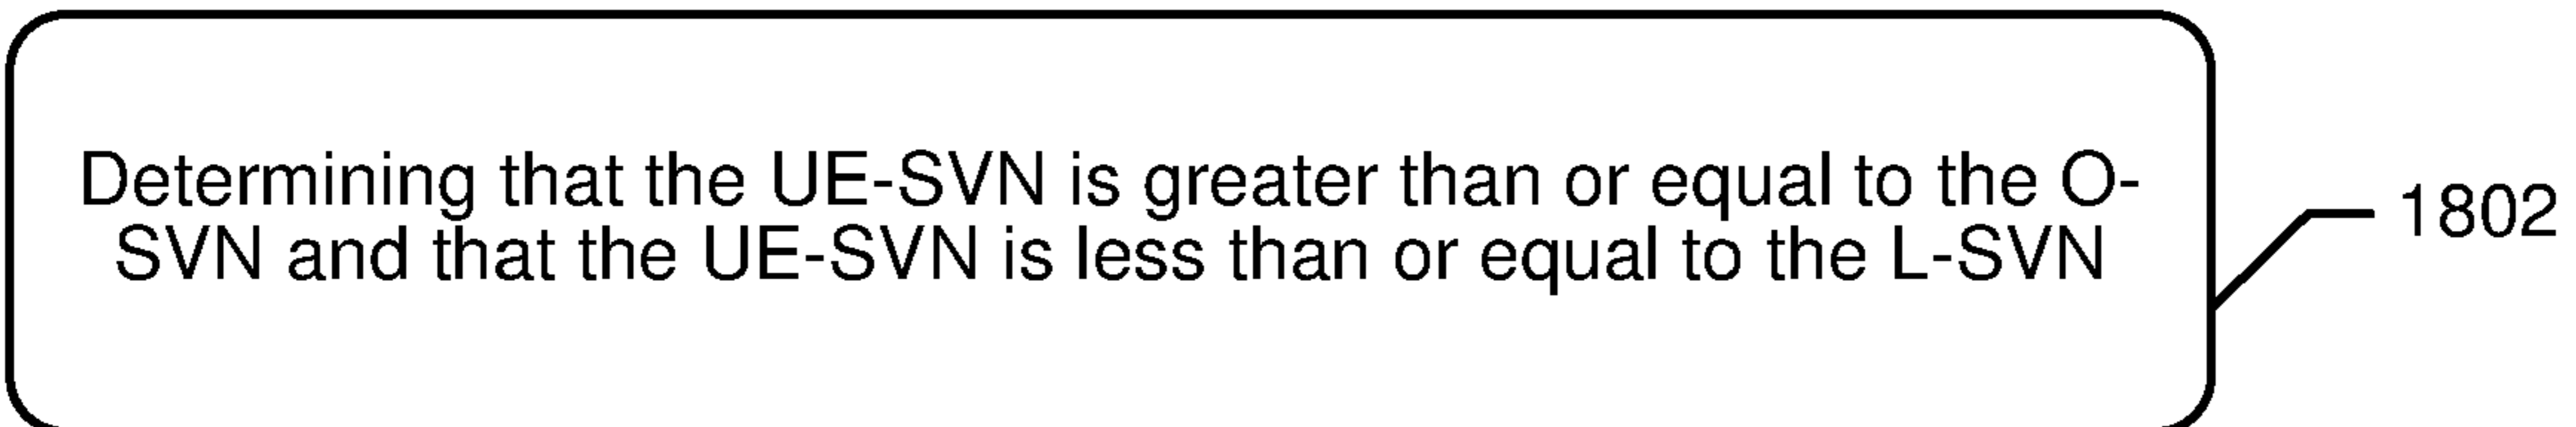 Determining that the UE-SVN is greater than or equal to the O-
SVN and that the UE-SVN is less than or equal to the L-SVN
1802